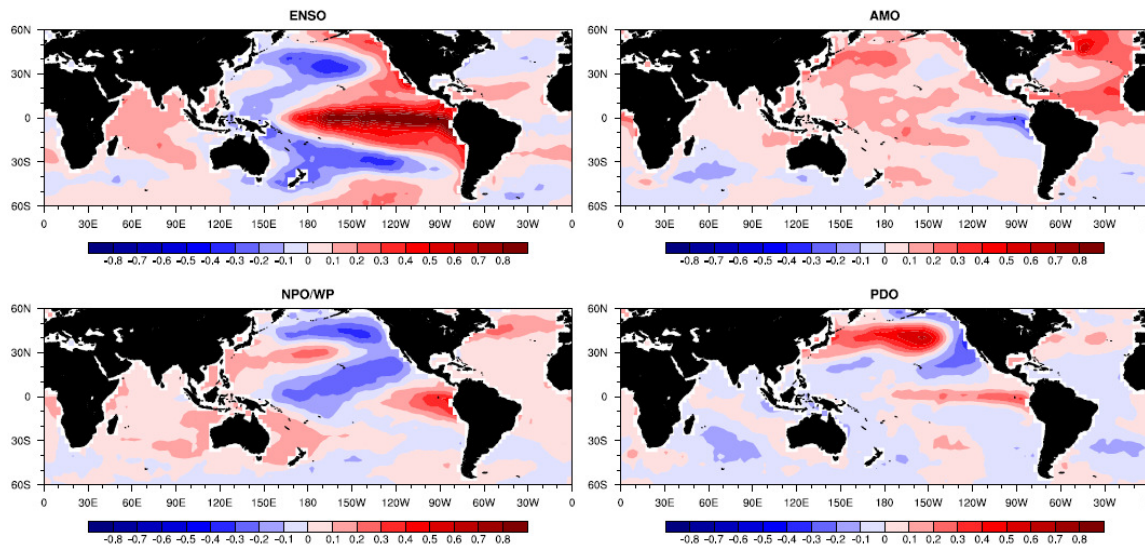 ENSO
60N
30N
0
30S
60S
0 30E 60E 90E 120E 150E 180 150W 120W 90W 60W 30W 0
-0.8 -0.7 -0.6 -0.5 -0.4 -0.3 -0.2 -0.1 0 0.1 0.2 0.3 0.4 0.5 0.6 0.7 0.8
AMO
60N
30N
0
30S
60S
0 30E 60E 90E 120E 150E 180 150W 120W 90W 60W 30W
-0.8 -0.7 -0.6 -0.5 -0.4 -0.3 -0.2 -0.1 0 0.1 0.2 0.3 0.4 0.5 0.6 0.7 0.8
NPO/WP
60N
30N
0
30S
60S
0 30E 60E 90E 120E 150E 180 150W 120W 90W 60W 30W 0
-0.8 -0.7 -0.6 -0.5 -0.4 -0.3 -0.2 -0.1 0 0.1 0.2 0.3 0.4 0.5 0.6 0.7 0.8
PDO
60N
30N
0
30S
60S
0 30E 60E 90E 120E 150E 180 150W 120W 90W 60W 30W
-0.8 -0.7 -0.6 -0.5 -0.4 -0.3 -0.2 -0.1 0 0.1 0.2 0.3 0.4 0.5 0.6 0.7 0.8